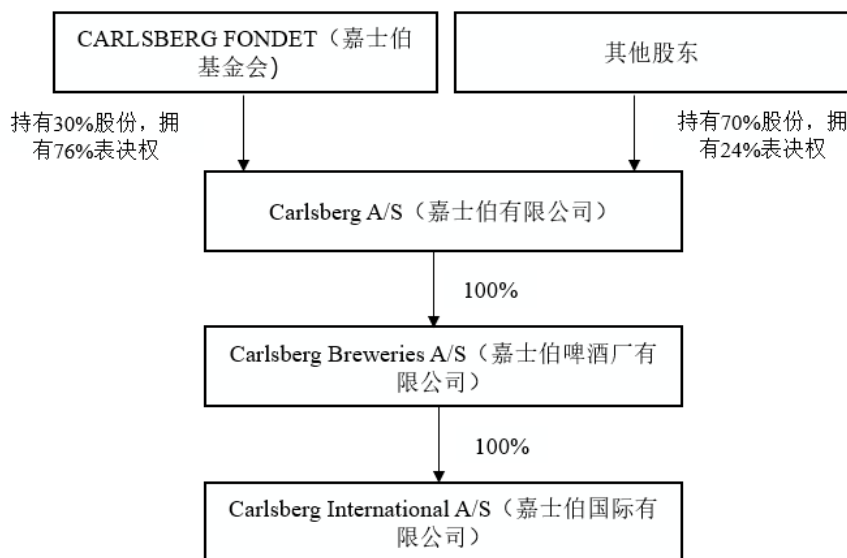 CARLSBERG FONDET（嘉士伯
基金会)
其他股东
持有30%股份，拥
有76%表决权
持有70%股份，拥
有24%表决权
Carlsberg A/S（嘉士伯有限公司）
100%
Carlsberg Breweries A/S（嘉士伯啤酒厂有
限公司）
100%
Carlsberg International A/S（嘉士伯国际有
限公司）